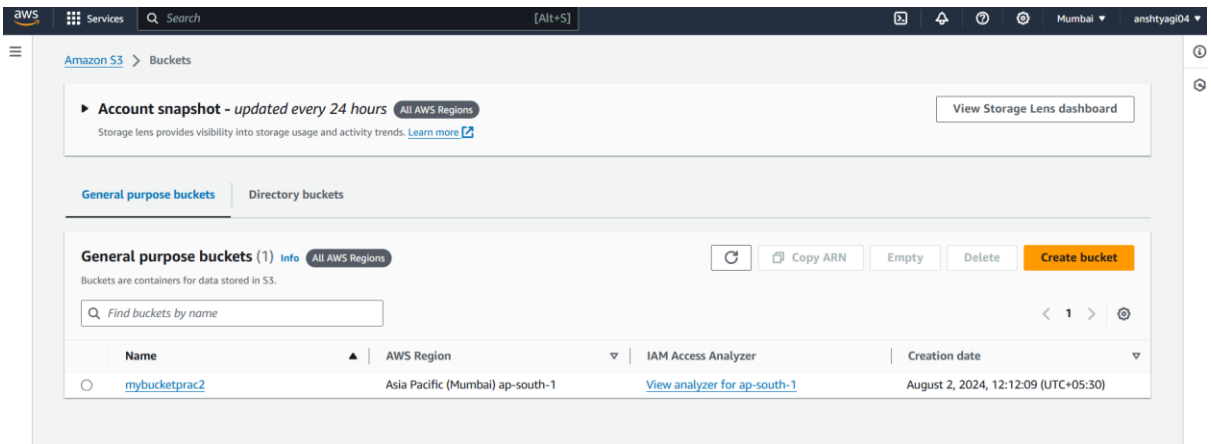 aws Services Search [Alt+S] Mumbai ▼ anshtyagi04 ▼
Amazon S3 > Buckets
▶ Account snapshot - updated every 24 hours All AWS Regions View Storage Lens dashboard
Storage lens provides visibility into storage usage and activity trends. Learn more
General purpose buckets Directory buckets
General purpose buckets (1) Info All AWS Regions Copy ARN Empty Delete Create bucket
Buckets are containers for data stored in S3.
Find buckets by name < 1 >
Name ▲ AWS Region ▽ IAM Access Analyzer Creation date ▽
mybucketprac2 Asia Pacific (Mumbai) ap-south-1 View analyzer for ap-south-1 August 2, 2024, 12:12:09 (UTC+05:30)